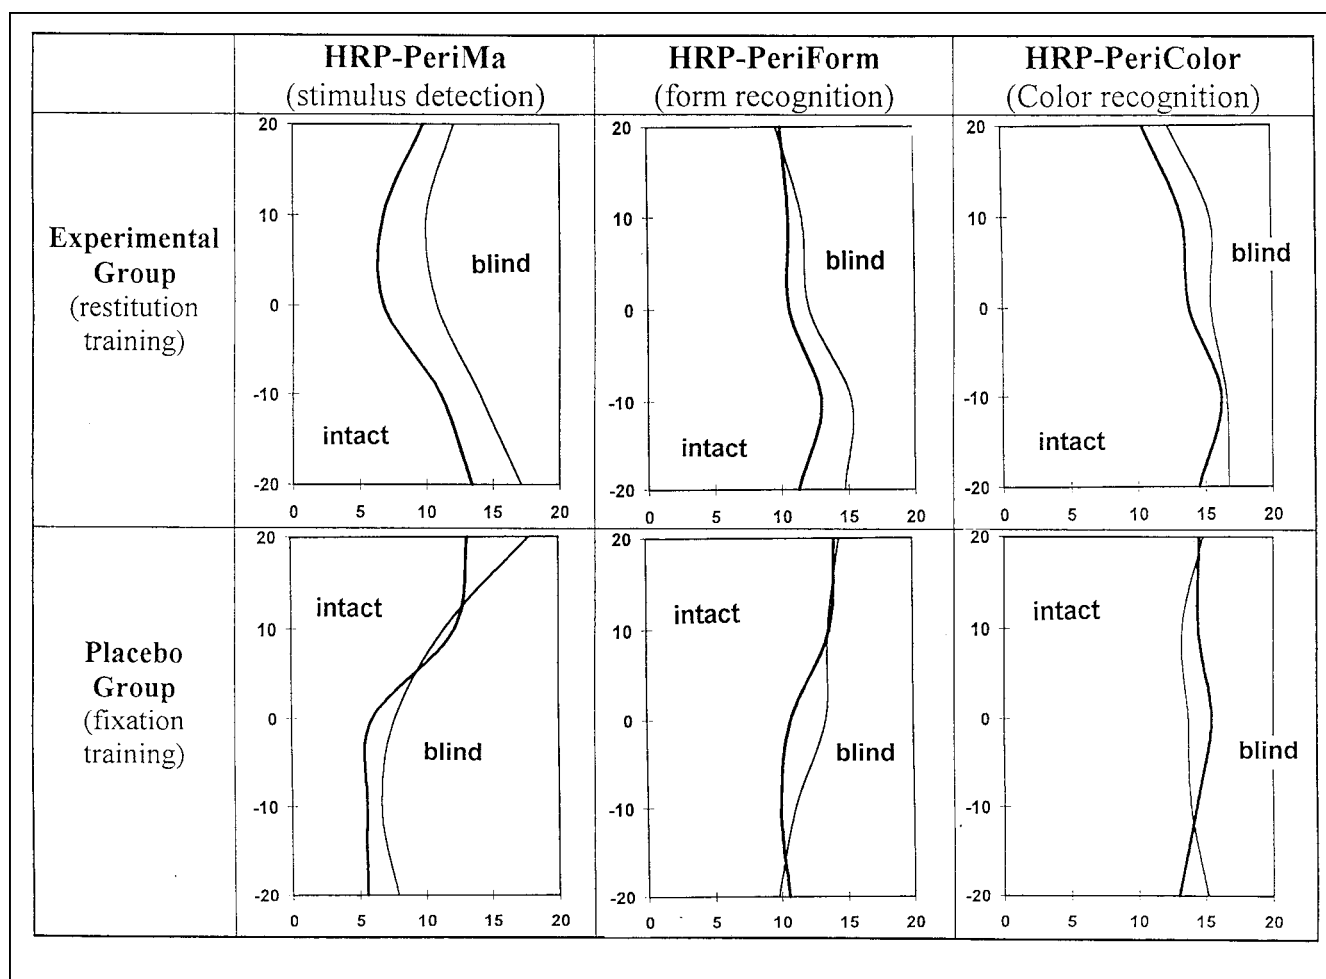 HRP-PeriMa
(stimulus detection)
HRP-PeriForm
(form recognition)
HRP-PeriColor
(Color recognition)
Experimental
Group
(restitution
training)
20
10
0
-10
-20
0 5 10 15 20
blind
intact
20
10
0
-10
-20
0 5 10 15 20
blind
intact
20
10
0
-10
-20
0 5 10 15 20
blind
intact
Placebo
Group
(fixation
training)
20
10
0
-10
-20
0 5 10 15 20
intact
blind
20
10
0
-10
-20
0 5 10 15 20
intact
blind
20
10
0
-10
-20
0 5 10 15 20
intact
blind